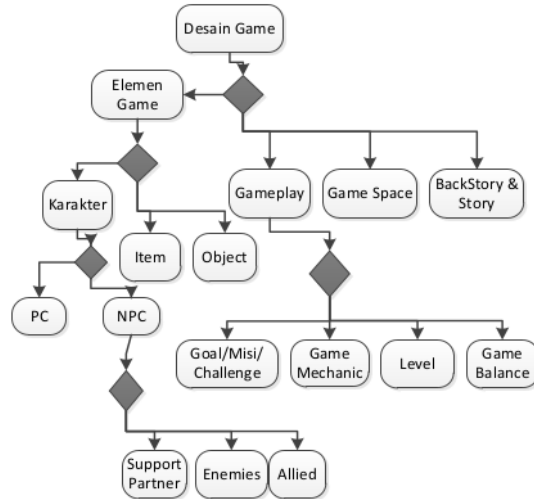 Desain Game
Elemen
Game
Gameplay
Game Space
BackStory &
Story
Karakter
Item
Object
PC
NPC
Goal/Misi/
Challenge
Game
Mechanic
Level
Game
Balance
Support
Partner
Enemies
Allied